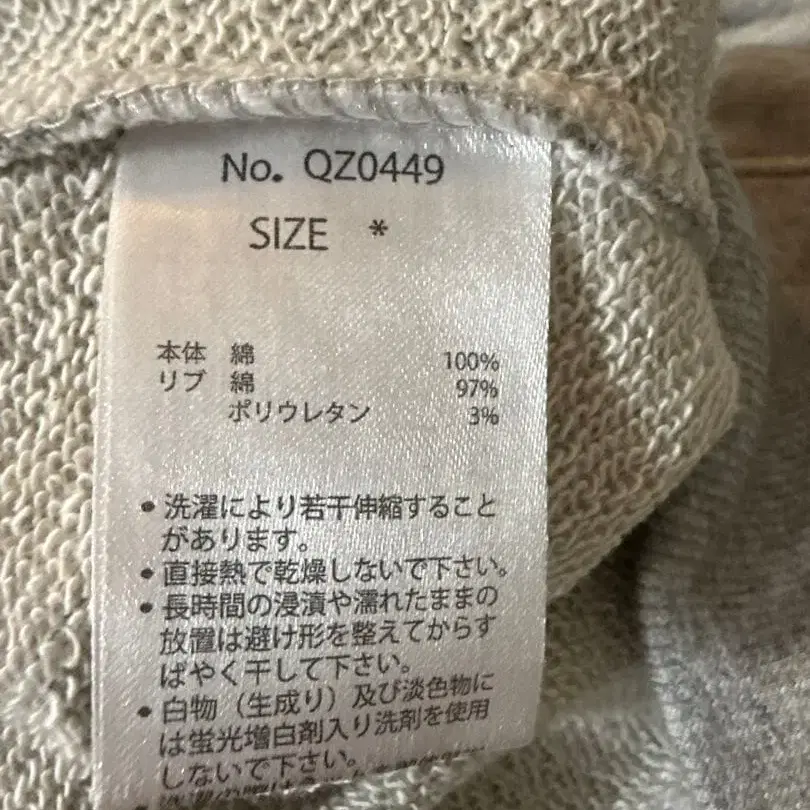 No. QZ0449
SIZE *
本体 綿 100%
リブ 綿 97%
ポリウレタン 3%
・洗濯により若干伸縮すること
があります。
・直接熱で乾燥しないで下さい。
・長時間の浸漬や濡れたままの
放置は避け形を整えてからす
ばやく干して下さい。
・白物（生成り）及び淡色物に
は蛍光増白剤入り洗剤を使用
しないで下さい。